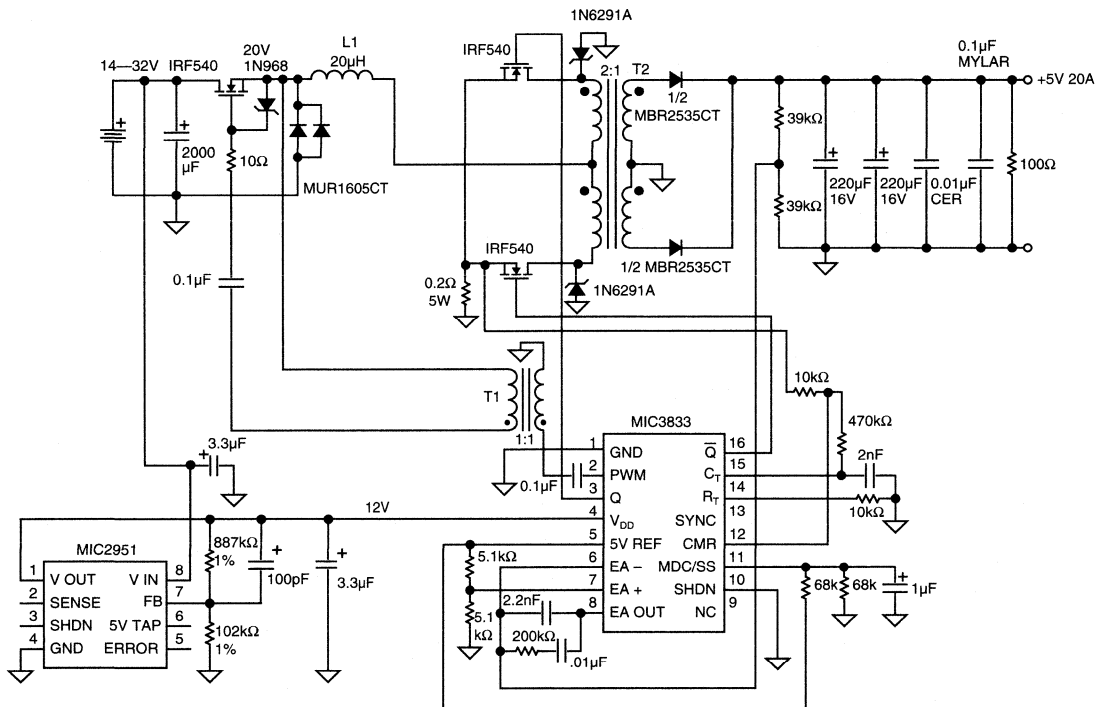 1N6291A
0.1µF
MYLAR
L1
20µH
14—32V
IRF540
20V
1N968
IRF540
2:1
T2
+5V 20A
1/2
MBR2535CT
39kΩ
+
+
2000
µF
10Ω
MUR1605CT
+
+
220µF
16V
220µF
16V
0.01µF
CER
100Ω
39kΩ
IRF540
1/2 MBR2535CT
0.1µF
0.2Ω
5W
1N6291A
T1
1:1
10kΩ
470kΩ
2nF
10kΩ
MIC3833
+
3.3µF
0.1µF
1
GND
Q
16
2
PWM
CT
15
3
Q
RT
14
4
VDD
SYNC
13
5
5V REF
CMR
12
6
EA –
MDC/SS
11
7
EA +
SHDN
10
8
EA OUT
NC
9
12V
MIC2951
1
V OUT
V IN
8
2
SENSE
FB
7
3
SHDN
5V TAP
6
4
GND
ERROR
5
887kΩ
1%
+
100pF
+
3.3µF
102kΩ
1%
5.1kΩ
5.1
kΩ
2.2nF
200kΩ
.01µF
68k
68k
+
1µF